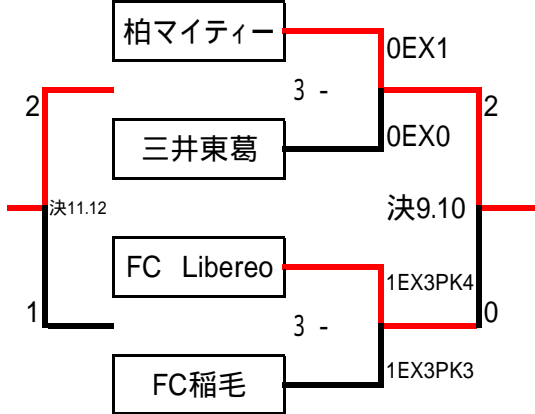 柏マイティー
0EX1
3 -
2
2
0EX0
三井東葛
決11.12
決9.10
FC Libereo
1EX3PK4
1
3 -
0
1EX3PK3
FC稲毛